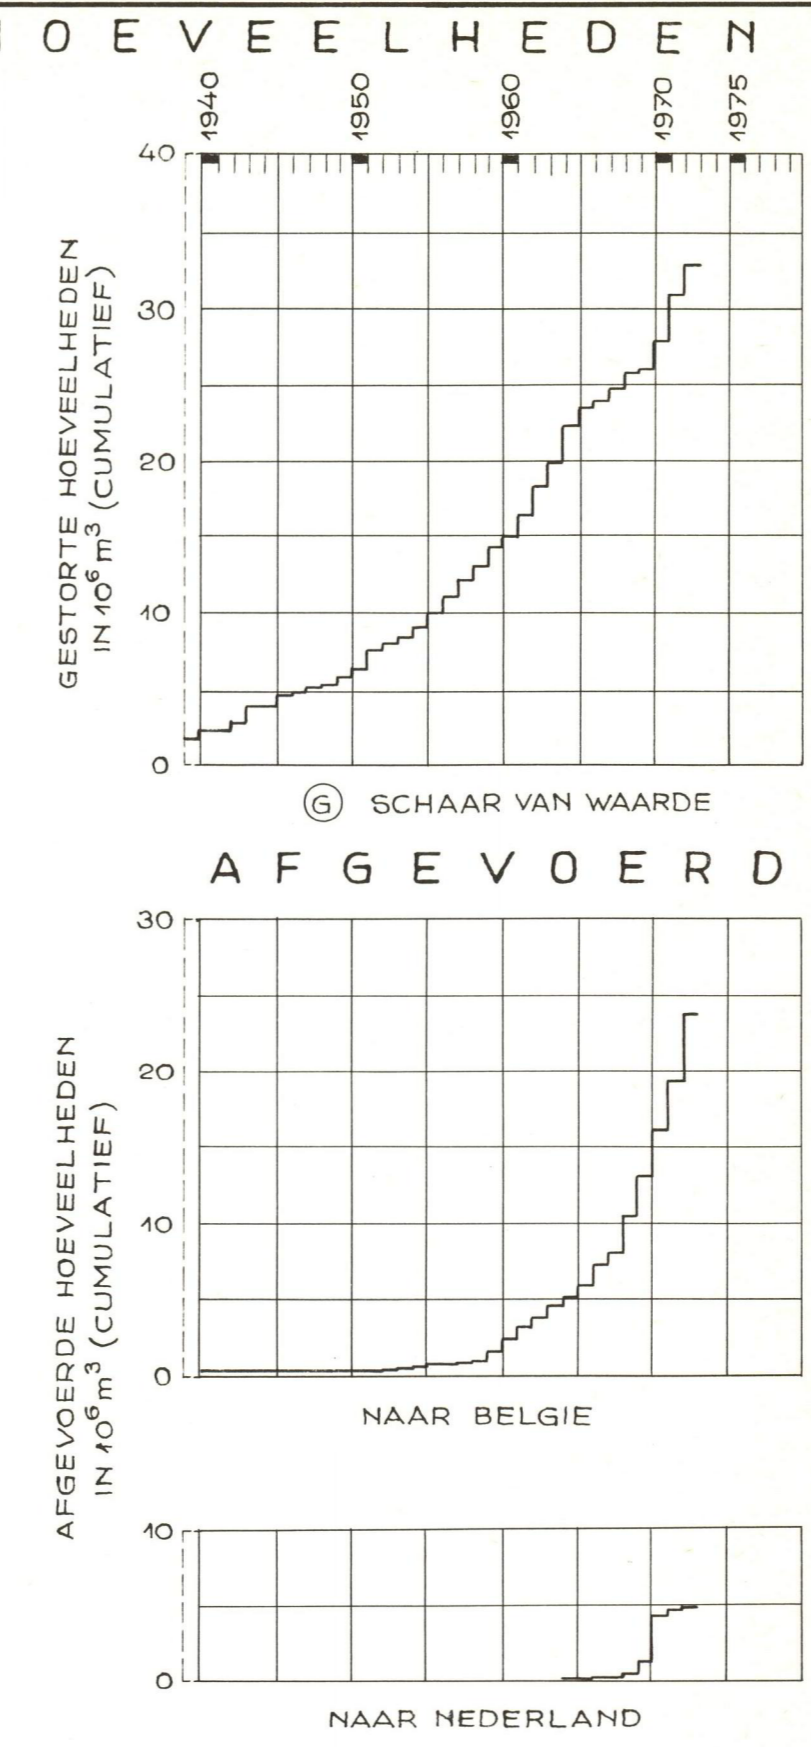 OEVEELHEDEN
1940 1950 1960 1970 1975
40
30
20
10
0
GESTORTE HOEVEELHEDEN
IN 10⁶ m³ (CUMULATIEF)
G SCHAAR VAN WAARDE
AFGEVOERD
30
20
10
0
AFGEVOERDE HOEVEELHEDEN
IN 10⁶ m³ (CUMULATIEF)
NAAR BELGIE
10
0
NAAR NEDERLAND